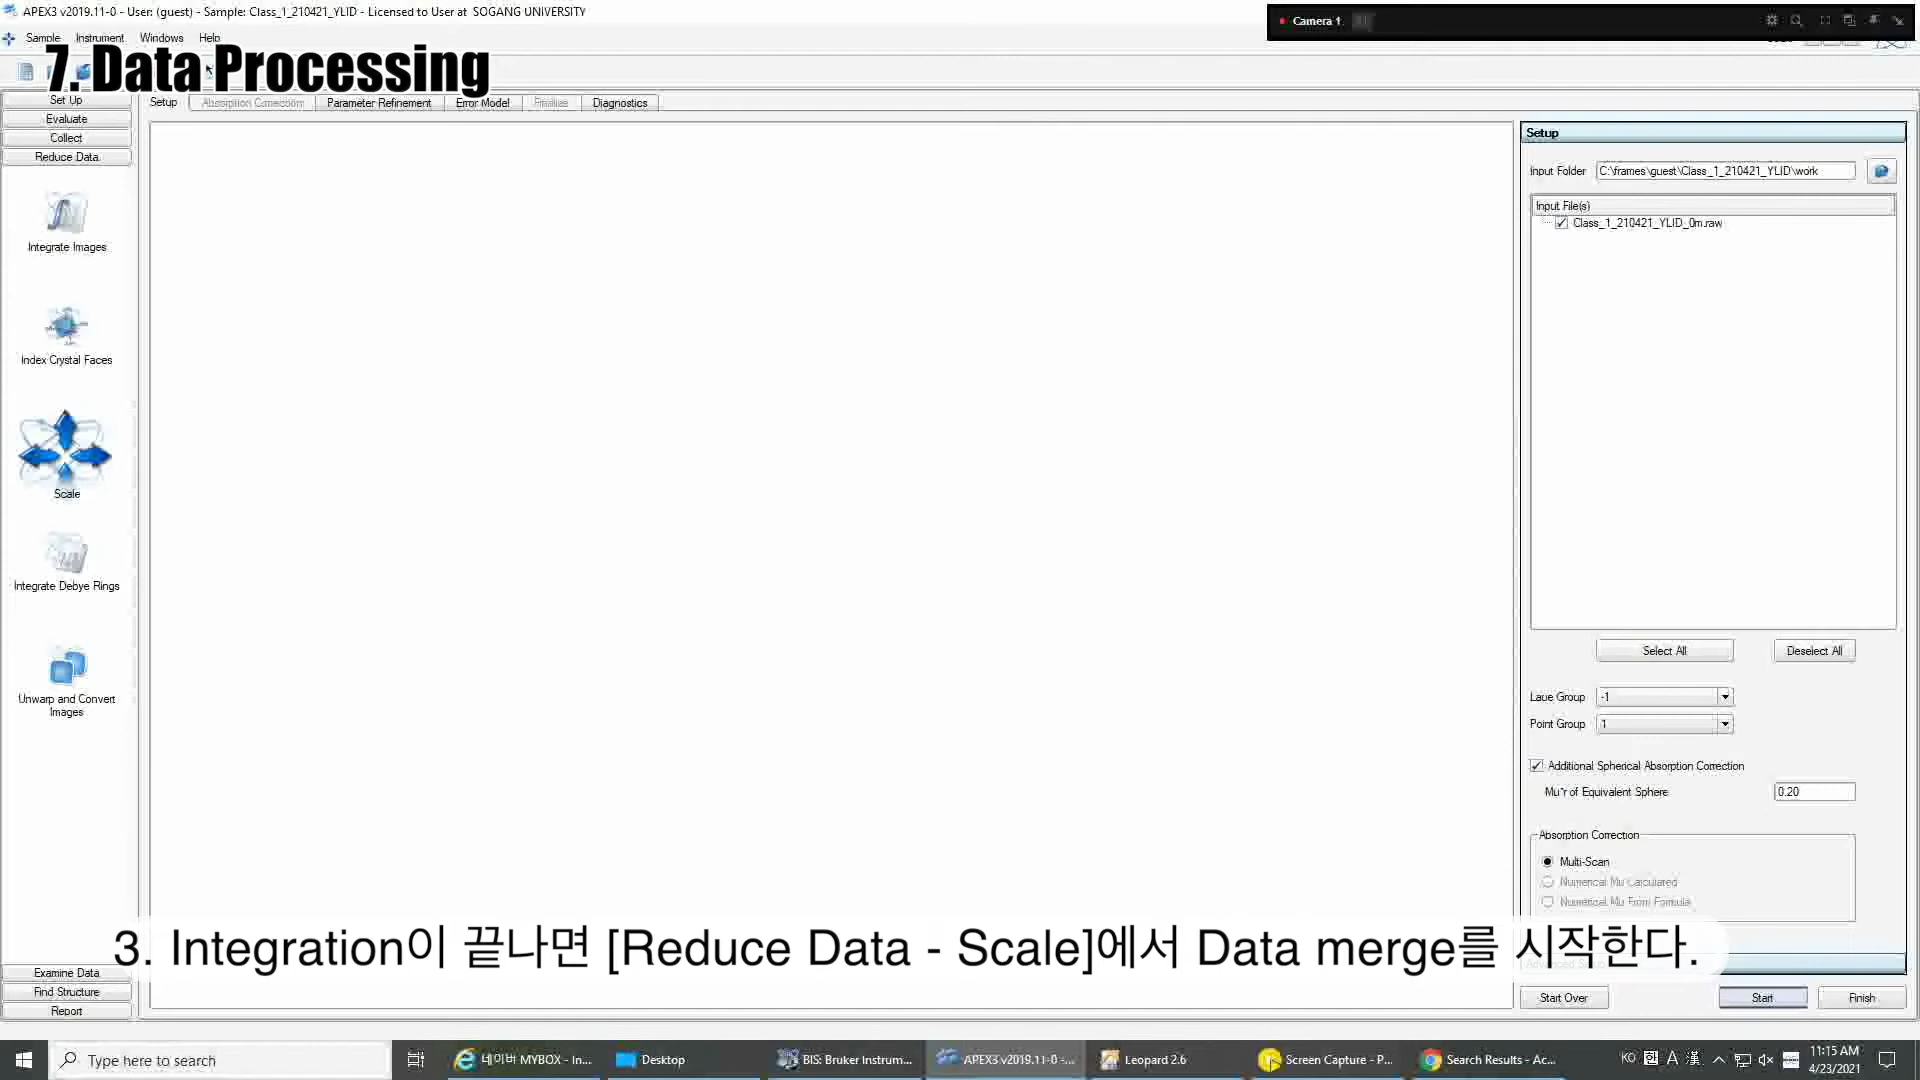 APEX3 v2019.11-0 - User: (guest) - Sample: Class_1_210421_YLID - Licensed to User at SOGANG UNIVERSITY
Camera 1
Sample Instrument Windows Help
7. Data Processing
Set Up
Evaluate
Collect
Reduce Data
Integrate Images
Index Crystal Faces
Scale
Integrate Debye Rings
Unwarp and Convert
Images
Examine Data
Find Structure
Report
Setup Absorption Correction Parameter Refinement Error Model Finalize Diagnostics
Setup
Input Folder C:\frames\guest\Class_1_210421_YLID\work
Input File(s)
Class_1_210421_YLID_0m.raw
Select All Deselect All
Laue Group -1
Point Group 1
Additional Spherical Absorption Correction
Mu*r of Equivalent Sphere 0.20
Absorption Correction
Multi-Scan
Numerical Mu Calculated
Numerical Mu From Formula
3. Integration이 끝나면 [Reduce Data - Scale]에서 Data merge를 시작한다.
Start Over Start Finish
Type here to search
네이버 MYBOX - In...
Desktop
BIS: Bruker Instrum...
APEX3 v2019.11-0 -...
Leopard 2.6
Screen Capture - P...
Search Results - Ac...
KO 한 A 漢
11:15 AM
4/23/2021